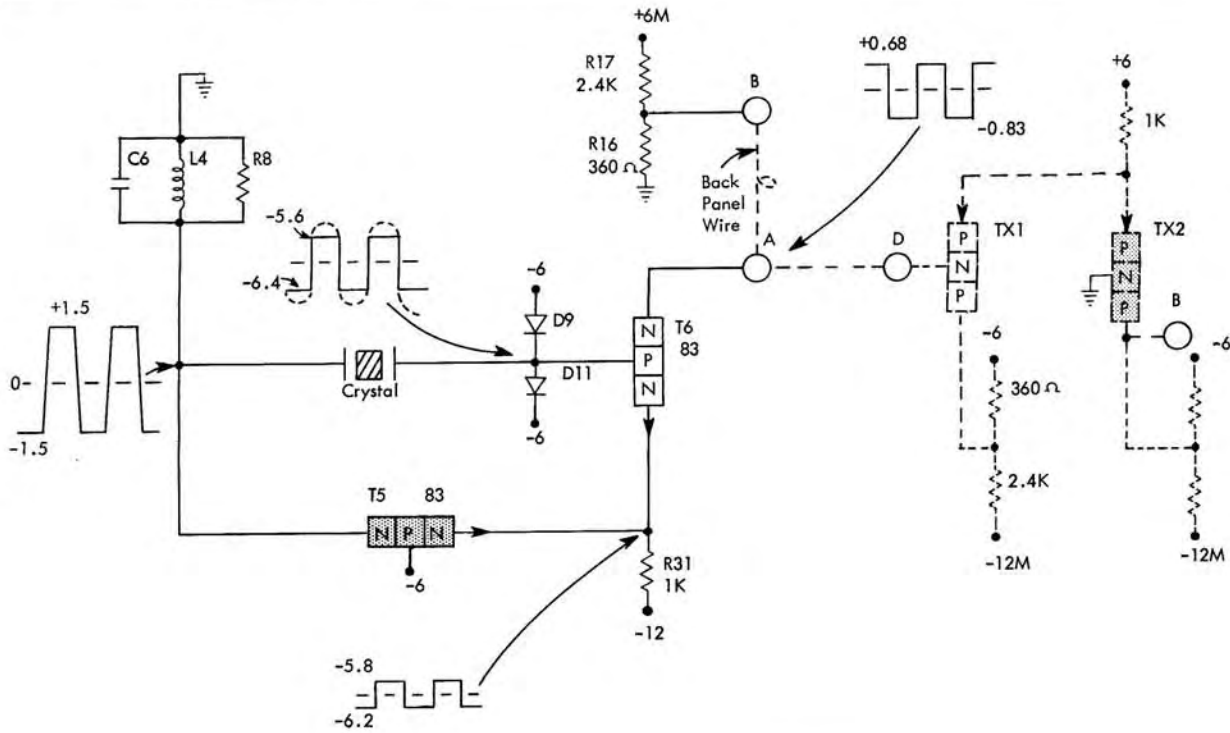 +6M
R17
2.4K
B
R16
360 Ω
Back
Panel
Wire
A
+0.68
-0.83
+6
1K
D
P
N
P
TX1
P
N
P
TX2
B
-6
360 Ω
2.4K
-12M
-6
-12M
C6
L4
R8
-5.6
-6.4
+1.5
0-
-1.5
Crystal
-6
D9
D11
-6
N
P
N
T6
83
T5
83
N P N
-6
R31
1K
-12
-5.8
-6.2